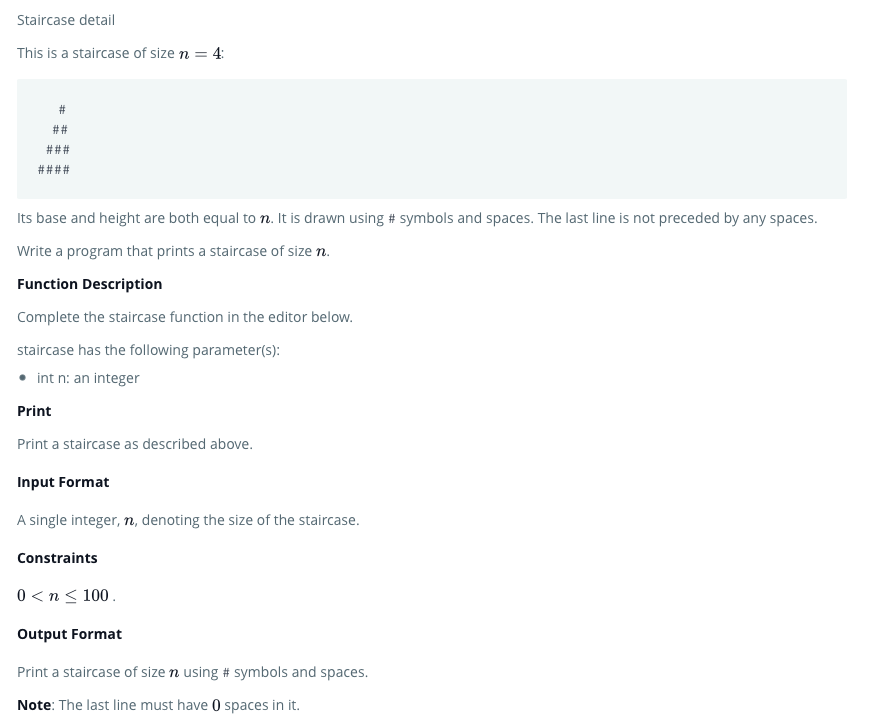 Staircase detail
This is a staircase of size n = 4:
   #
  ##
 ###
####
Its base and height are both equal to n. It is drawn using # symbols and spaces. The last line is not preceded by any spaces.
Write a program that prints a staircase of size n.
Function Description
Complete the staircase function in the editor below.
staircase has the following parameter(s):
• int n: an integer
Print
Print a staircase as described above.
Input Format
A single integer, n, denoting the size of the staircase.
Constraints
0 < n ≤ 100 .
Output Format
Print a staircase of size n using # symbols and spaces.
Note: The last line must have 0 spaces in it.